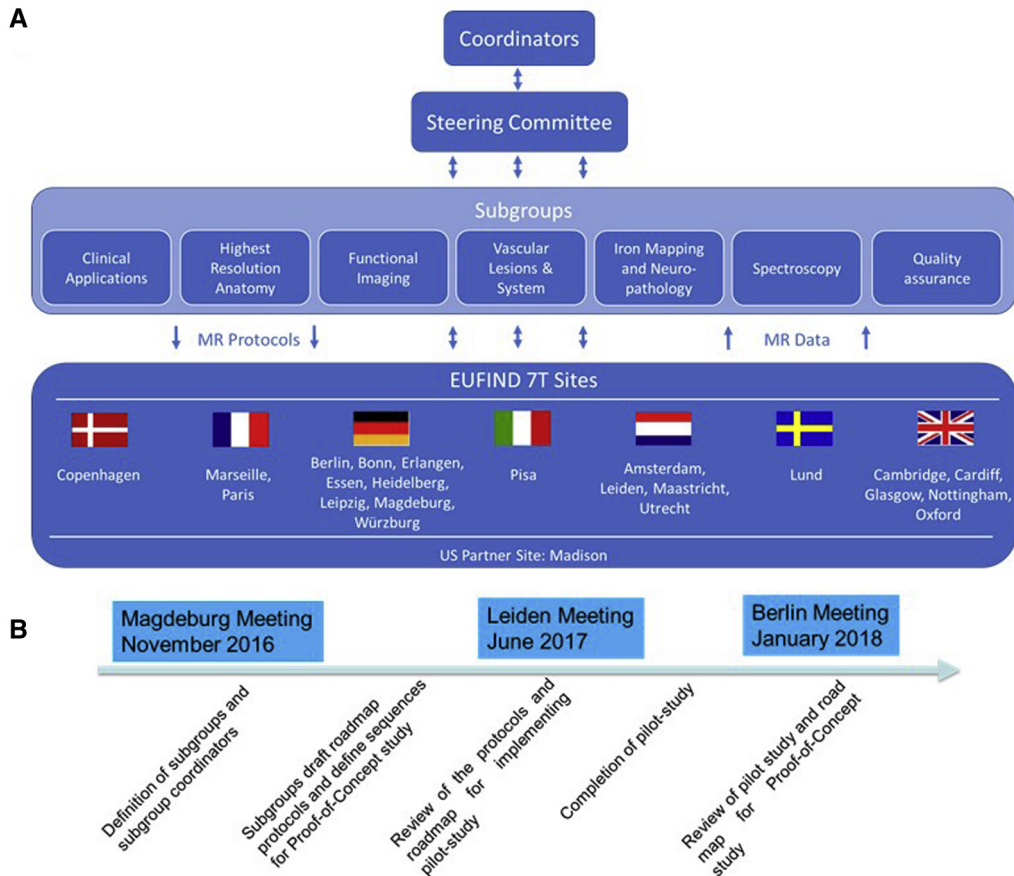 A
Coordinators
Steering Committee
Subgroups
Clinical
Applications
Highest
Resolution
Anatomy
Functional
Imaging
Vascular
Lesions &
System
Iron Mapping
and Neuro-
pathology
Spectroscopy
Quality
assurance
MR Protocols
MR Data
EUFIND 7T Sites
Copenhagen
Marseille,
Paris
Berlin, Bonn, Erlangen,
Essen, Heidelberg,
Leipzig, Magdeburg,
Würzburg
Pisa
Amsterdam,
Leiden, Maastricht,
Utrecht
Lund
Cambridge, Cardiff,
Glasgow, Nottingham,
Oxford
US Partner Site: Madison
B
Magdeburg Meeting
November 2016
Leiden Meeting
June 2017
Berlin Meeting
January 2018
Definition of subgroups and
subgroup coordinators
Subgroups draft roadmap
protocols and define sequences
for Proof-of-Concept study
Review of the protocols and
roadmap for implementing
pilot-study
Completion of pilot-study
Review of pilot study and road
map for Proof-of-Concept
study